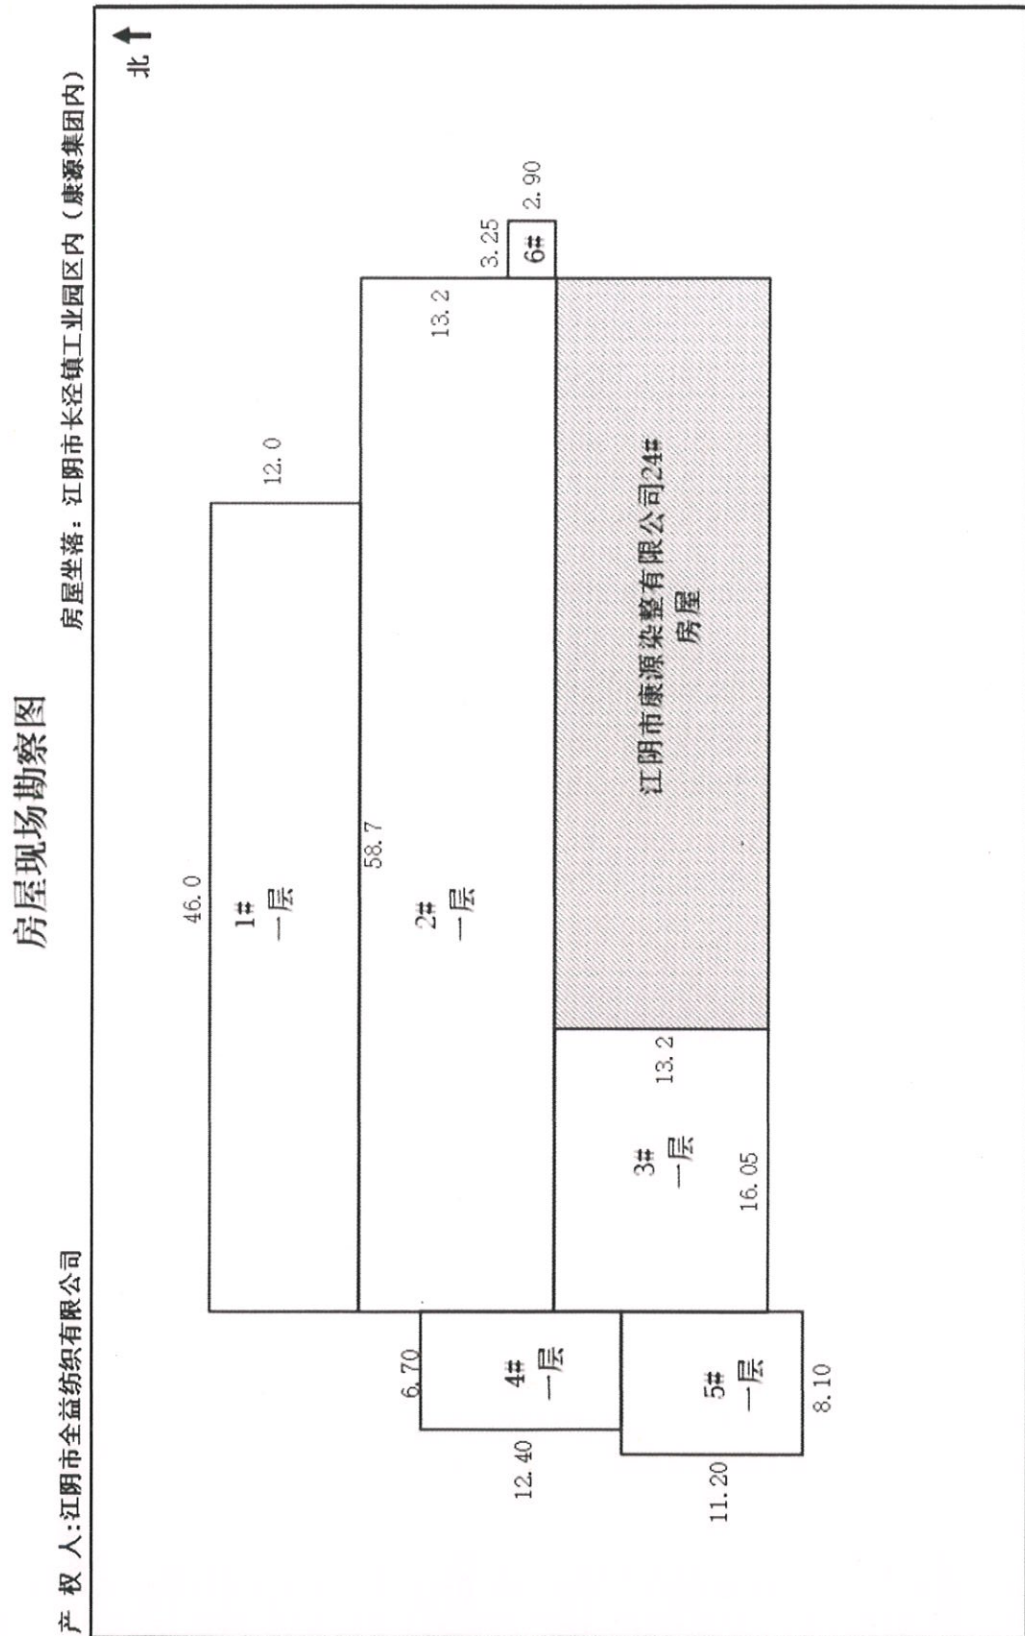 房屋现场勘察图
产 权 人:江阴市全益纺织有限公司
房屋坐落：江阴市长泾镇工业园区内（康源集团内）
北
46.0
1#
一层
12.0
58.7
2#
一层
13.2
3.25
6#
2.90
6.70
4#
一层
12.40
3#
一层
13.2
16.05
江阴市康源染整有限公司24#
房屋
5#
一层
11.20
8.10